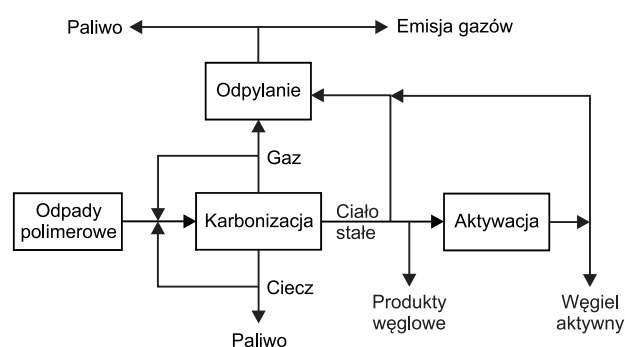 Paliwo
Emisja gazów
Odpylanie
Gaz
Odpady
polimerowe
Karbonizacja
Ciało
stałe
Aktywacja
Ciecz
Paliwo
Produkty
węglowe
Węgiel
aktywny